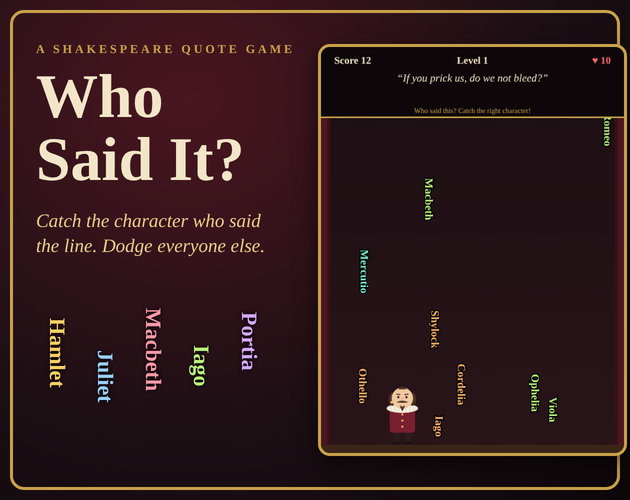 A SHAKESPEARE QUOTE GAME
Who
Said It?
Catch the character who said
the line. Dodge everyone else.
Hamlet
Juliet
Macbeth
Iago
Portia
Score 12
Level 1
♥ 10
“If you prick us, do we not bleed?”
Who said this? Catch the right character!
Romeo
Macbeth
Mercutio
Shylock
Othello
Cordelia
Ophelia
Viola
Iago